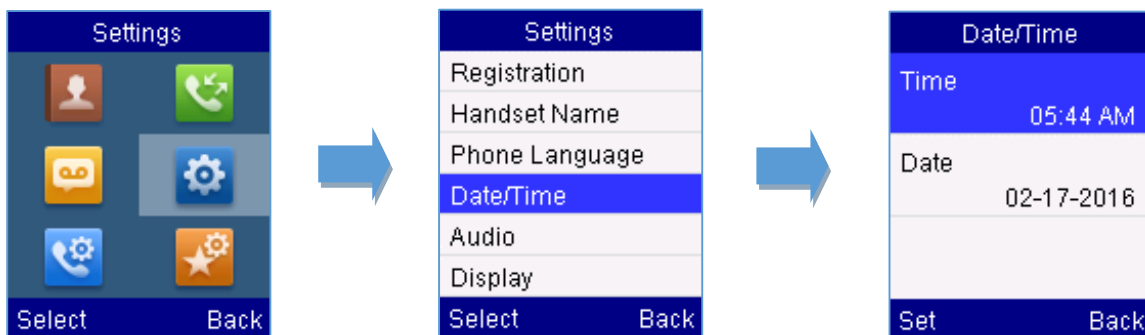 Settings
Select Back
Settings
Registration
Handset Name
Phone Language
Date/Time
Audio
Display
Select Back
Date/Time
Time
05:44 AM
Date
02-17-2016
Set Back